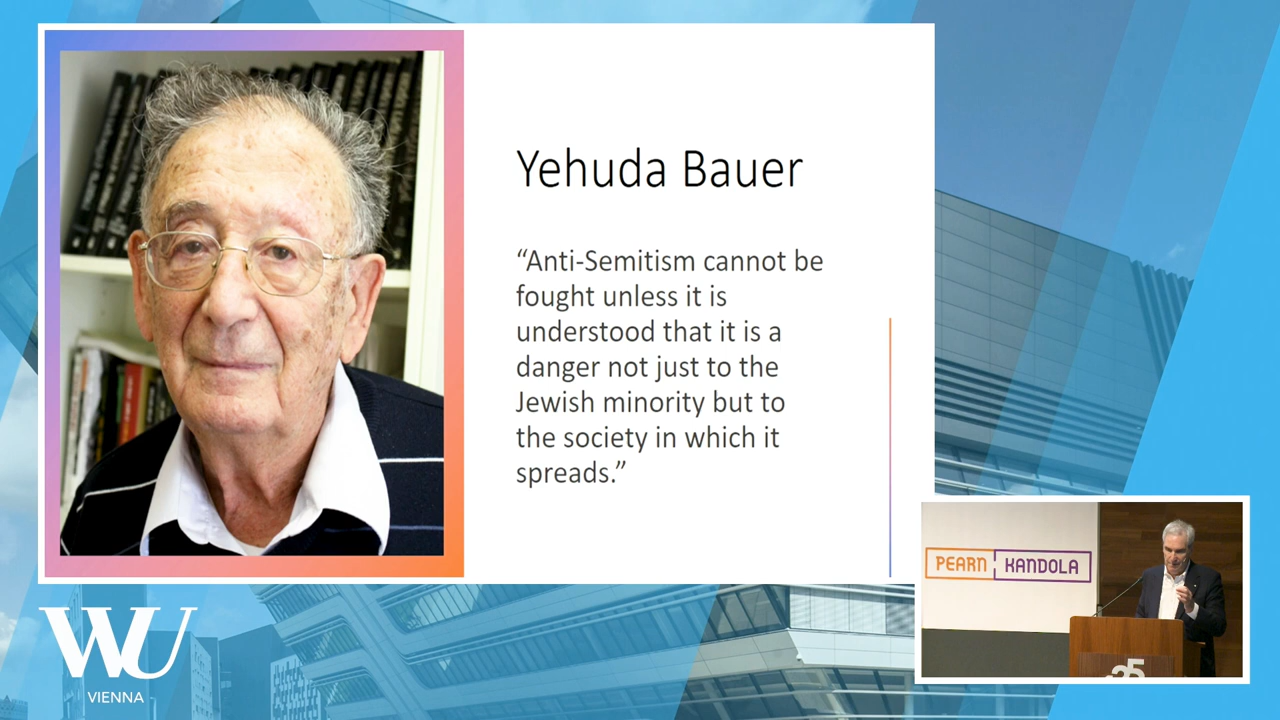 Yehuda Bauer
“Anti-Semitism cannot be
fought unless it is
understood that it is a
danger not just to the
Jewish minority but to
the society in which it
spreads.”
PEARN KANDOLA
25
WU
VIENNA